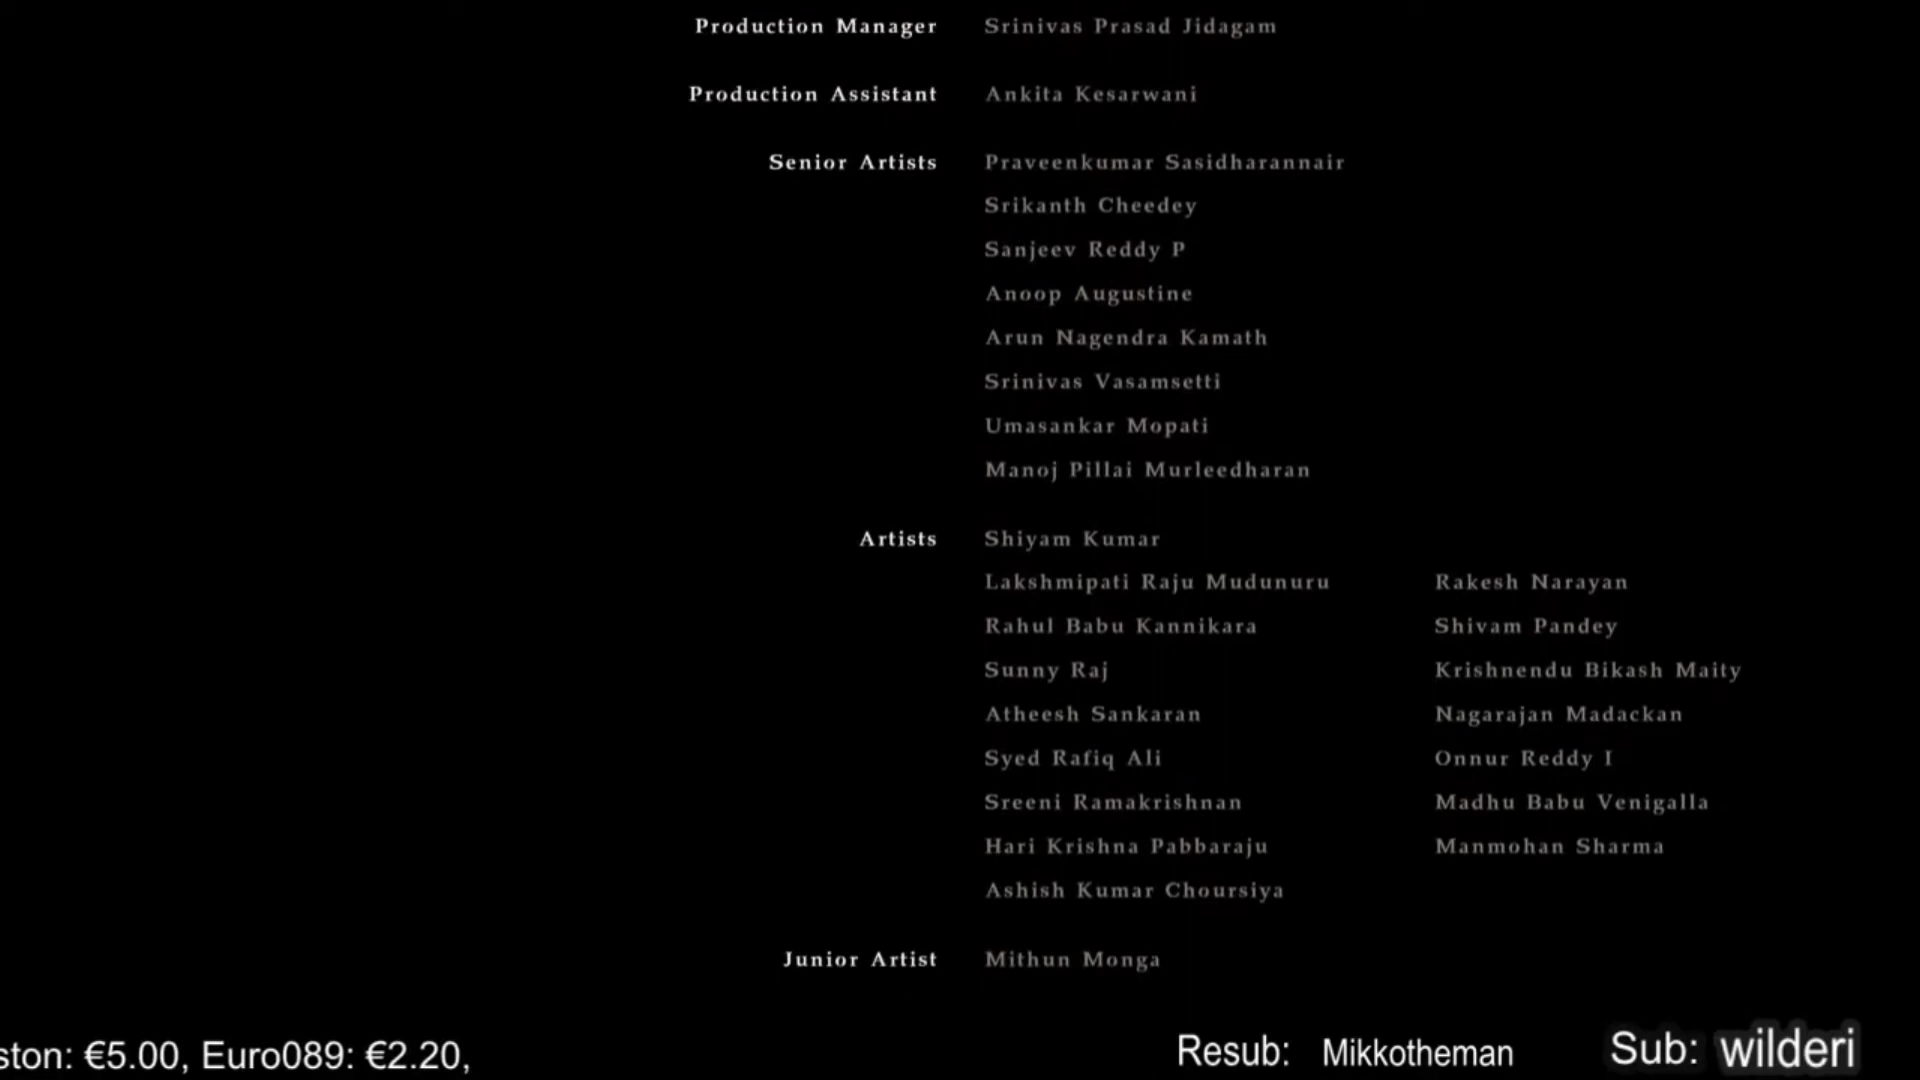 Production Manager Srinivas Prasad Jidagam
Production Assistant Ankita Kesarwani
Senior Artists Praveenkumar Sasidharannair
Srikanth Cheedey
Sanjeev Reddy P
Anoop Augustine
Arun Nagendra Kamath
Srinivas Vasamsetti
Umasankar Mopati
Manoj Pillai Murleedharan
Artists Shiyam Kumar
Lakshmipati Raju Mudunuru Rakesh Narayan
Rahul Babu Kannikara Shivam Pandey
Sunny Raj Krishnendu Bikash Maity
Atheesh Sankaran Nagarajan Madackan
Syed Rafiq Ali Onnur Reddy I
Sreeni Ramakrishnan Madhu Babu Venigalla
Hari Krishna Pabbaraju Manmohan Sharma
Ashish Kumar Choursiya
Junior Artist Mithun Monga
ston: €5.00, Euro089: €2.20, Resub: Mikkotheman Sub: wilderi